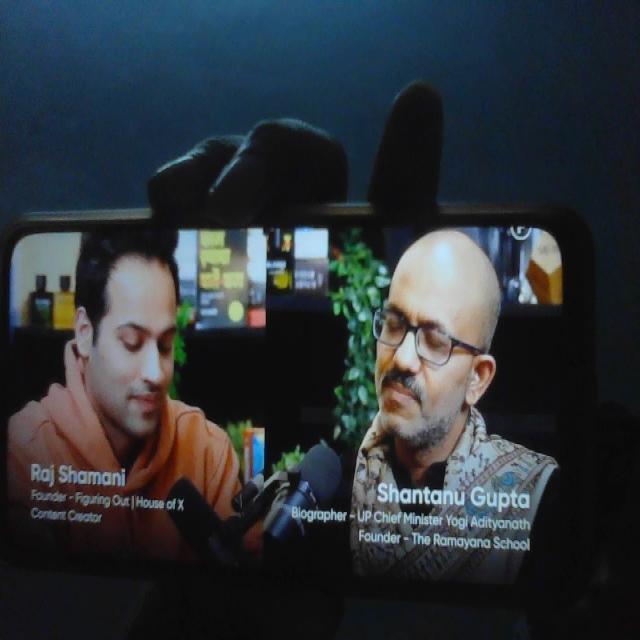 Raj Shamani
Founder - Figuring Out | House of X
Content Creator
Shantanu Gupta
Biographer - UP Chief Minister Yogi Adityanath
Founder - The Ramayana School